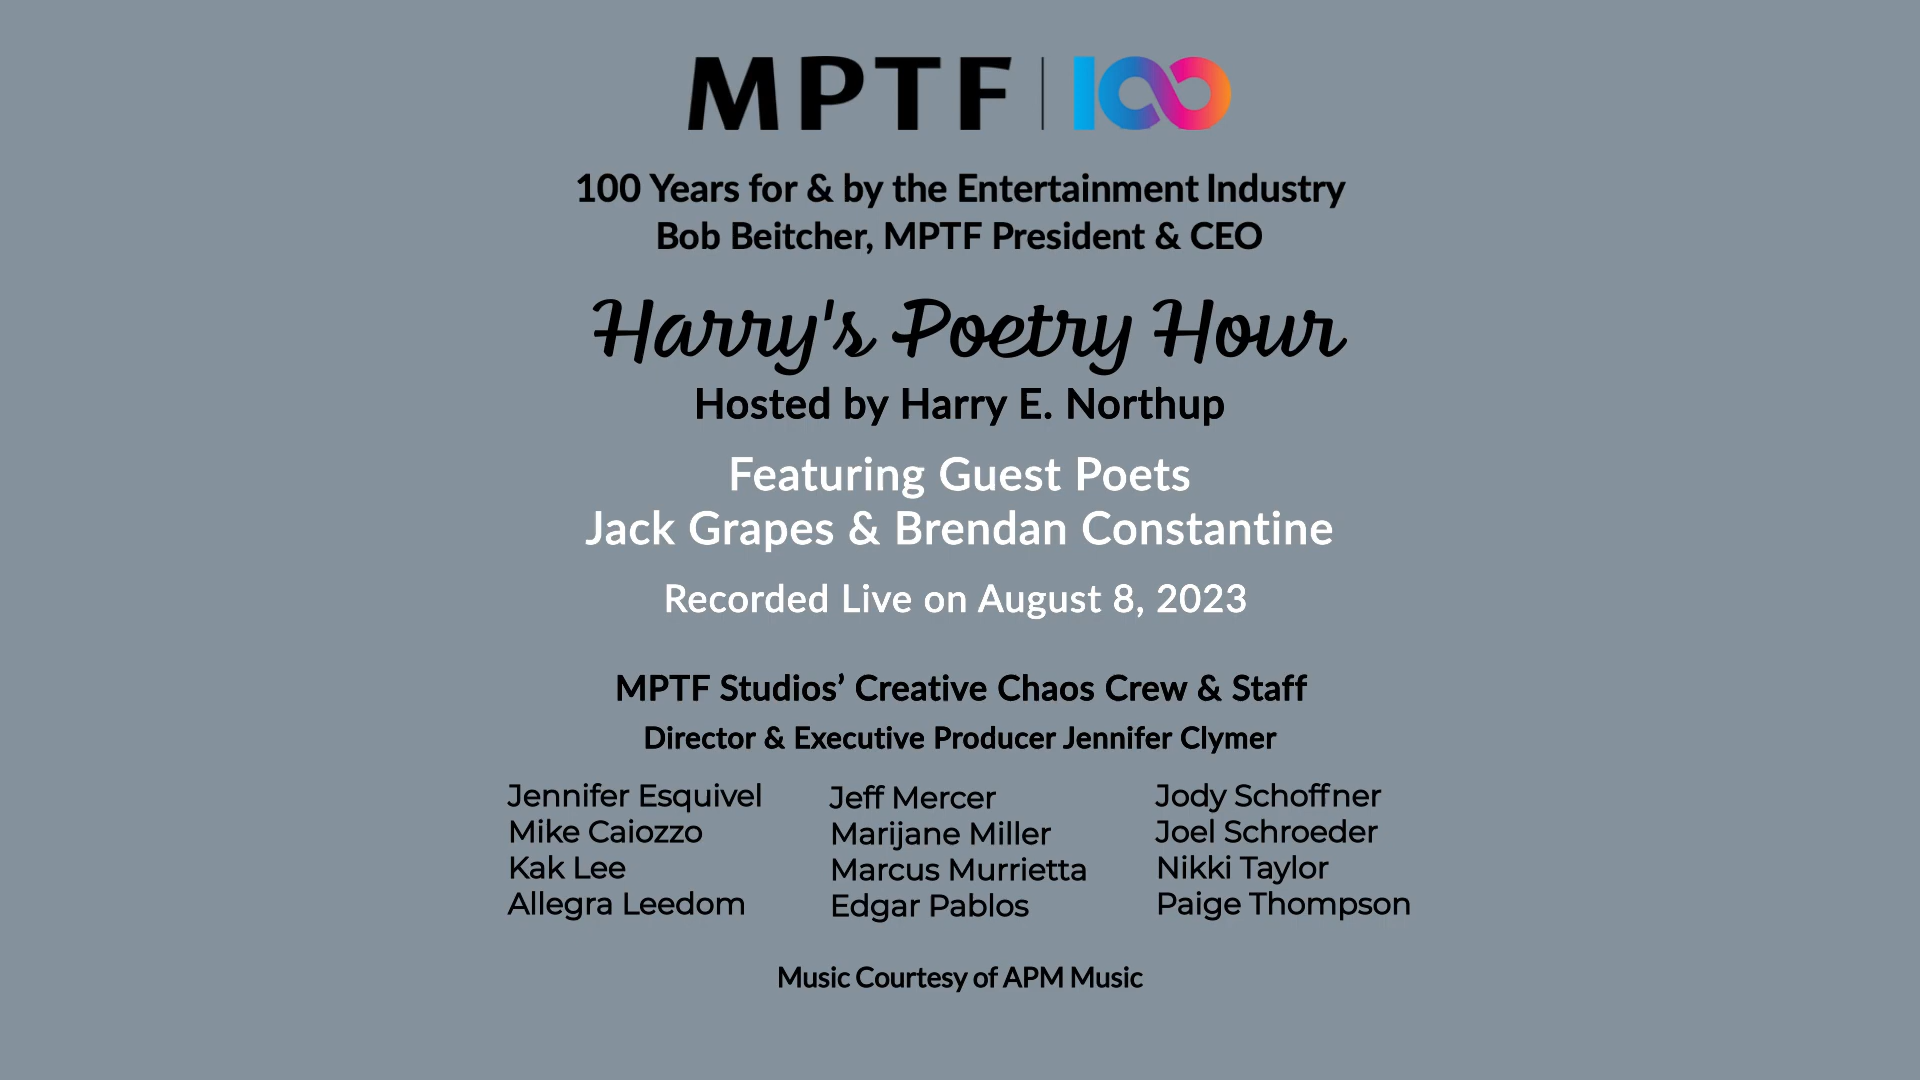 MPTF | 100
100 Years for & by the Entertainment Industry
Bob Beitcher, MPTF President & CEO
Harry's Poetry Hour
Hosted by Harry E. Northup
Featuring Guest Poets
Jack Grapes & Brendan Constantine
Recorded Live on August 8, 2023
MPTF Studios’ Creative Chaos Crew & Staff
Director & Executive Producer Jennifer Clymer
Jennifer Esquivel
Mike Caiozzo
Kak Lee
Allegra Leedom
Jeff Mercer
Marijane Miller
Marcus Murrietta
Edgar Pablos
Jody Schoffner
Joel Schroeder
Nikki Taylor
Paige Thompson
Music Courtesy of APM Music